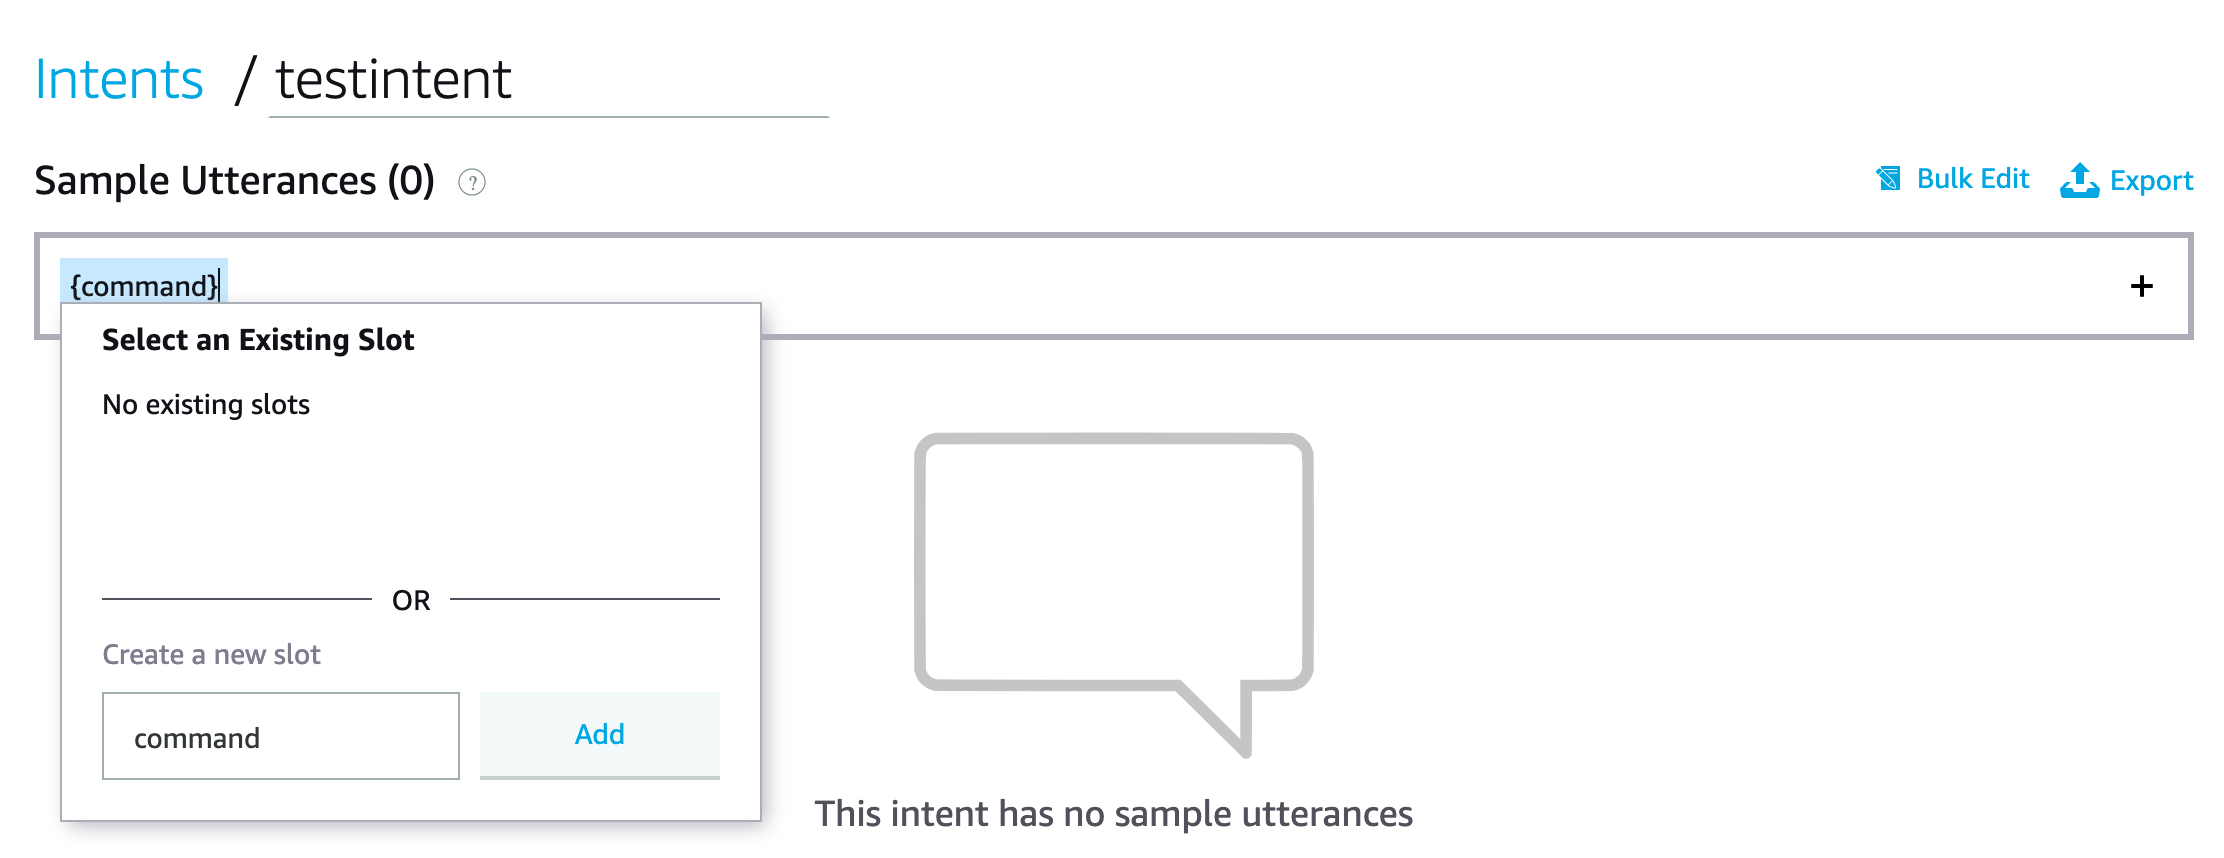 Intents / testintent
Sample Utterances (0) ?
Bulk Edit
Export
{command}
+
Select an Existing Slot
No existing slots
OR
Create a new slot
command
Add
This intent has no sample utterances